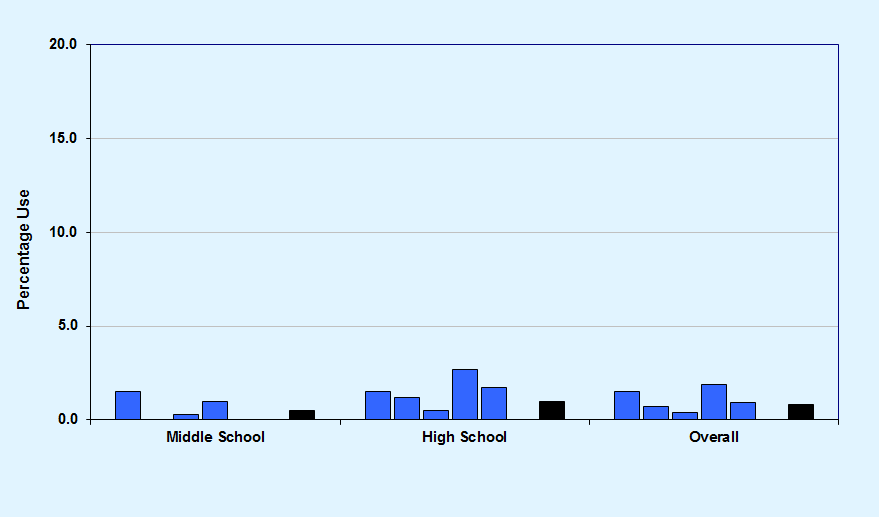 20.0
15.0
10.0
5.0
0.0
Percentage Use
Middle School
High School
Overall